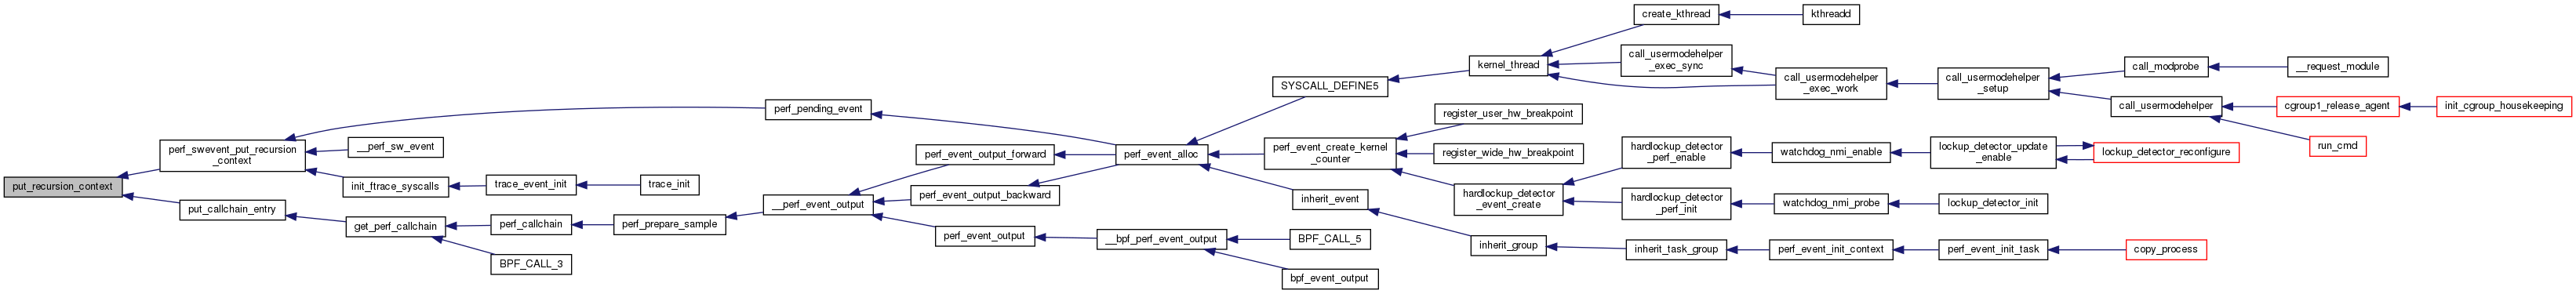 put_recursion_context
perf_swevent_put_recursion
_context
put_callchain_entry
perf_pending_event
__perf_sw_event
init_ftrace_syscalls
trace_event_init
trace_init
get_perf_callchain
perf_callchain
BPF_CALL_3
perf_prepare_sample
__perf_event_output
perf_event_output_forward
perf_event_output_backward
perf_event_output
perf_event_alloc
__bpf_perf_event_output
BPF_CALL_5
bpf_event_output
SYSCALL_DEFINE5
perf_event_create_kernel
_counter
inherit_event
kernel_thread
create_kthread
kthreadd
call_usermodehelper
_exec_sync
call_usermodehelper
_exec_work
call_usermodehelper
_setup
call_modprobe
__request_module
call_usermodehelper
cgroup1_release_agent
init_cgroup_housekeeping
run_cmd
register_user_hw_breakpoint
register_wide_hw_breakpoint
hardlockup_detector
_event_create
hardlockup_detector
_perf_enable
watchdog_nmi_enable
lockup_detector_update
_enable
lockup_detector_reconfigure
hardlockup_detector
_perf_init
watchdog_nmi_probe
lockup_detector_init
inherit_group
inherit_task_group
perf_event_init_context
perf_event_init_task
copy_process